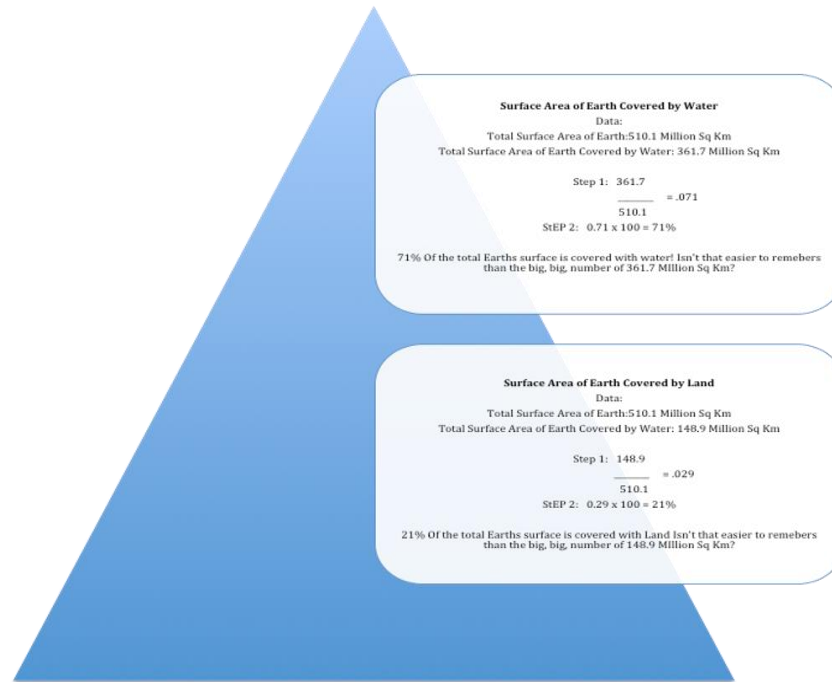 Surface Area of Earth Covered by Water
Data:
Total Surface Area of Earth:510.1 Million Sq Km
Total Surface Area of Earth Covered by Water: 361.7 Million Sq Km
Step 1: 361.7
______ = .071
510.1
StEP 2: 0.71 x 100 = 71%
71% Of the total Earths surface is covered with water! Isn't that easier to remebers
than the big, big, number of 361.7 MIllion Sq Km?
Surface Area of Earth Covered by Land
Data:
Total Surface Area of Earth:510.1 Million Sq Km
Total Surface Area of Earth Covered by Water: 148.9 Million Sq Km
Step 1: 148.9
______ = .029
510.1
StEP 2: 0.29 x 100 = 21%
21% Of the total Earths surface is covered with Land Isn't that easier to remebers
than the big, big, number of 148.9 MIllion Sq Km?